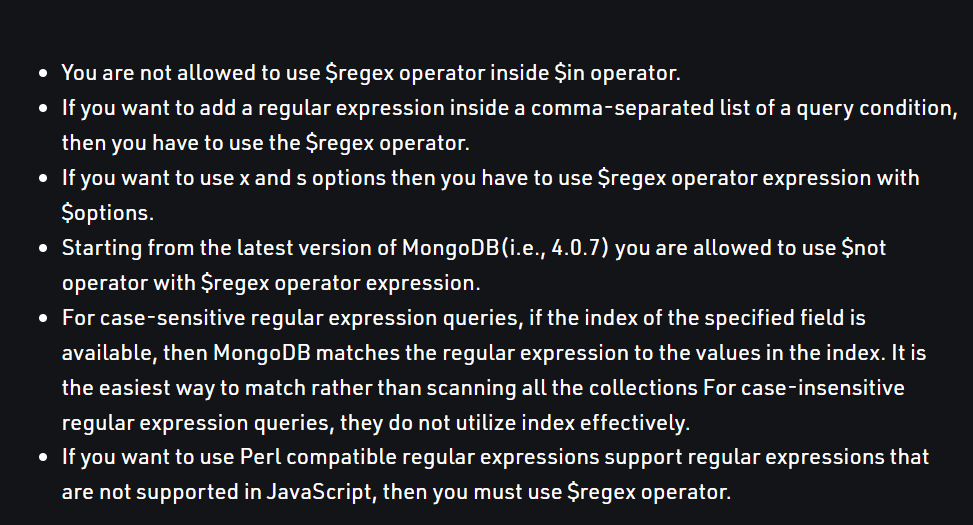 • You are not allowed to use $regex operator inside $in operator.
• If you want to add a regular expression inside a comma-separated list of a query condition,
then you have to use the $regex operator.
• If you want to use x and s options then you have to use $regex operator expression with
$options.
• Starting from the latest version of MongoDB(i.e., 4.0.7) you are allowed to use $not
operator with $regex operator expression.
• For case-sensitive regular expression queries, if the index of the specified field is
available, then MongoDB matches the regular expression to the values in the index. It is
the easiest way to match rather than scanning all the collections For case-insensitive
regular expression queries, they do not utilize index effectively.
• If you want to use Perl compatible regular expressions support regular expressions that
are not supported in JavaScript, then you must use $regex operator.